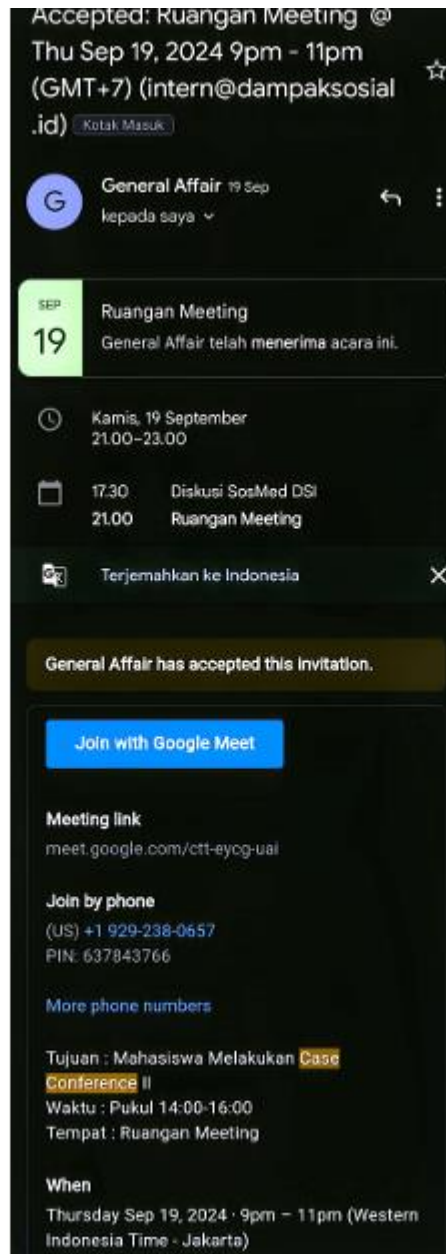 Accepted: Ruangan Meeting @
Thu Sep 19, 2024 9pm - 11pm
(GMT+7) (intern@dampaksosial
.id) Kotak Masuk
G
General Affair 19 Sep
kepada saya
SEP
19
Ruangan Meeting
General Affair telah menerima acara ini.
Kamis, 19 September
21.00–23.00
17.30 Diskusi SosMed DSI
21.00 Ruangan Meeting
Terjemahkan ke Indonesia
General Affair has accepted this invitation.
Join with Google Meet
Meeting link
meet.google.com/ctt-eycg-uai
Join by phone
(US) +1 929-238-0657
PIN: 637843766
More phone numbers
Tujuan : Mahasiswa Melakukan Case
Conference II
Waktu : Pukul 14:00-16:00
Tempat : Ruangan Meeting
When
Thursday Sep 19, 2024 · 9pm – 11pm (Western
Indonesia Time - Jakarta)